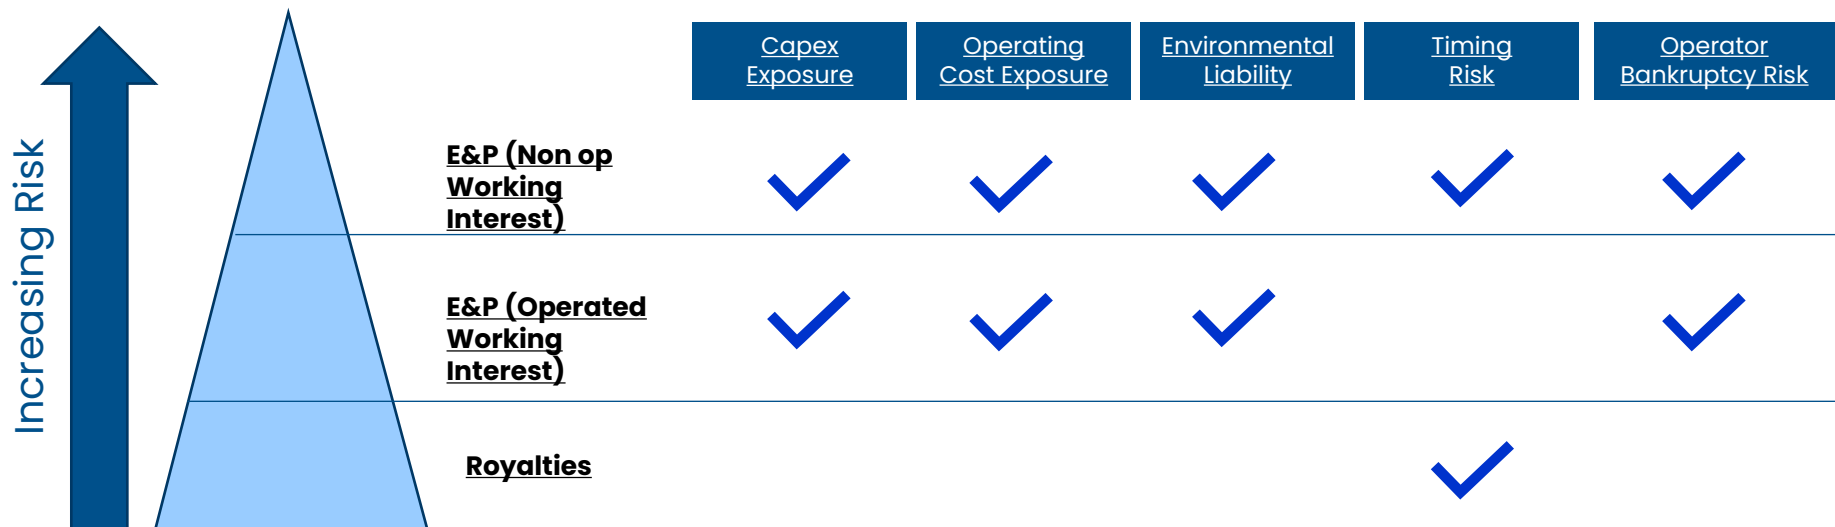 Increasing Risk
Capex
Exposure
Operating
Cost Exposure
Environmental
Liability
Timing
Risk
Operator
Bankruptcy Risk
E&P (Non op
Working
Interest)
E&P (Operated
Working
Interest)
Royalties